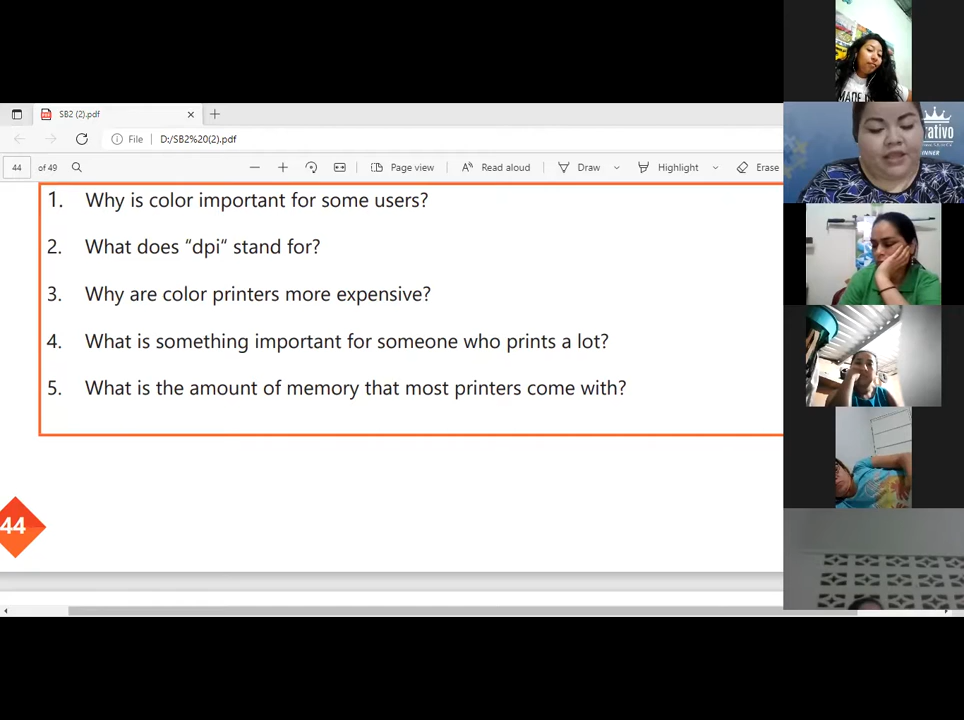 SB2 (2).pdf
File
D:/SB2%20(2).pdf
44
of 49
Page view
Read aloud
Draw
Highlight
Erase
1. Why is color important for some users?
2. What does “dpi“ stand for?
3. Why are color printers more expensive?
4. What is something important for someone who prints a lot?
5. What is the amount of memory that most printers come with?
44
MADE